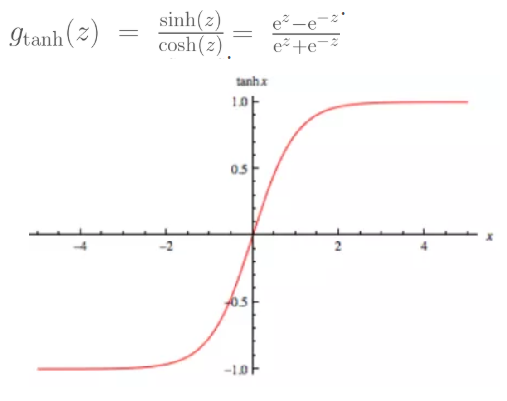 g_tanh(z) = sinh(z)/cosh(z) = (e^z−e^−z)/(e^z+e^−z)
tanh x
1.0
0.5
−4 −2 2 4 x
−0.5
−1.0